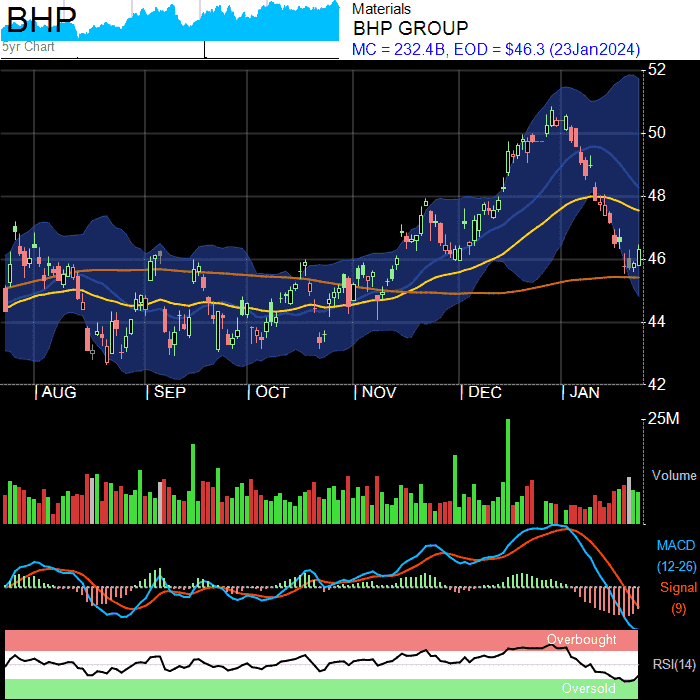 BHP
5yr Chart
Materials
BHP GROUP
MC = 232.4B, EOD = $46.3 (23Jan2024)
52
50
48
46
44
42
AUG
SEP
OCT
NOV
DEC
JAN
25M
Volume
MACD
(12-26)
Signal
(9)
Overbought
RSI(14)
Oversold